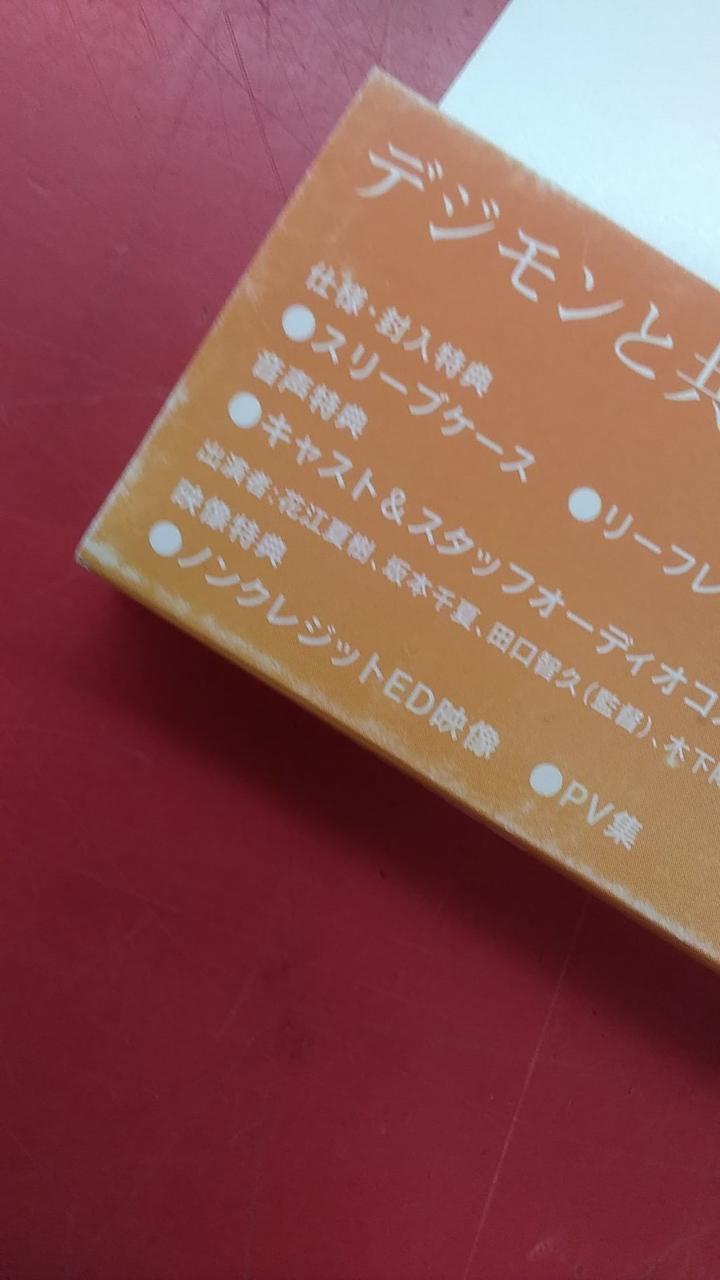 デジモンと共
仕様・封入特典
●スリーブケース ●リーフレ
音声特典
●キャスト&スタッフオーディオコ
出演者:花江夏樹、坂本千夏、田口智久(監督)、木下
映像特典
●ノンクレジットED映像 ●PV集